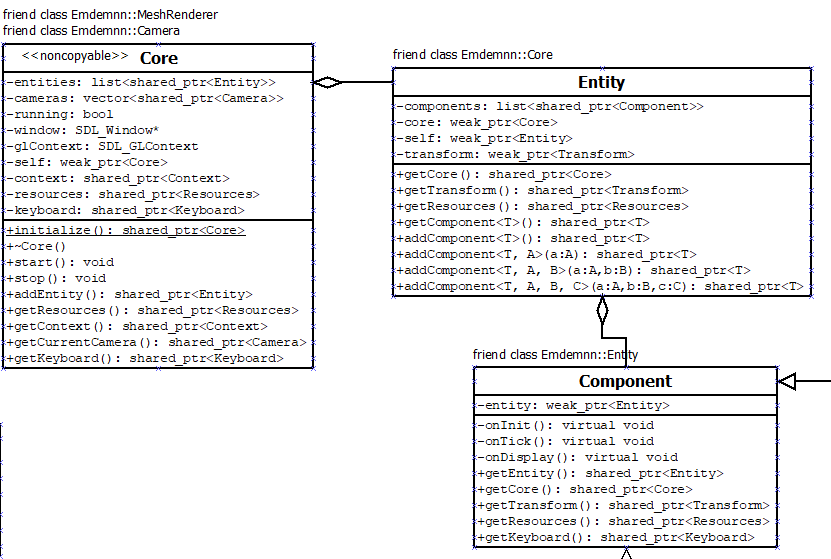 friend class Emdemnn::MeshRenderer
friend class Emdemnn::Camera
<<noncopyable>> Core
-entities: list<shared_ptr<Entity>>
-cameras: vector<shared_ptr<Camera>>
-running: bool
-window: SDL_Window*
-glContext: SDL_GLContext
-self: weak_ptr<Core>
-context: shared_ptr<Context>
-resources: shared_ptr<Resources>
-keyboard: shared_ptr<Keyboard>
+initialize(): shared_ptr<Core>
+~Core()
+start(): void
+stop(): void
+addEntity(): shared_ptr<Entity>
+getResources(): shared_ptr<Resources>
+getContext(): shared_ptr<Context>
+getCurrentCamera(): shared_ptr<Camera>
+getKeyboard(): shared_ptr<Keyboard>
friend class Emdemnn::Core
Entity
-components: list<shared_ptr<Component>>
-core: weak_ptr<Core>
-self: weak_ptr<Entity>
-transform: weak_ptr<Transform>
+getCore(): shared_ptr<Core>
+getTransform(): shared_ptr<Transform>
+getResources(): shared_ptr<Resources>
+getComponent<T>(): shared_ptr<T>
+addComponent<T>(): shared_ptr<T>
+addComponent<T, A>(a:A): shared_ptr<T>
+addComponent<T, A, B>(a:A,b:B): shared_ptr<T>
+addComponent<T, A, B, C>(a:A,b:B,c:C): shared_ptr<T>
friend class Emdemnn::Entity
Component
-entity: weak_ptr<Entity>
-onInit(): virtual void
-onTick(): virtual void
-onDisplay(): virtual void
+getEntity(): shared_ptr<Entity>
+getCore(): shared_ptr<Core>
+getTransform(): shared_ptr<Transform>
+getResources(): shared_ptr<Resources>
+getKeyboard(): shared_ptr<Keyboard>